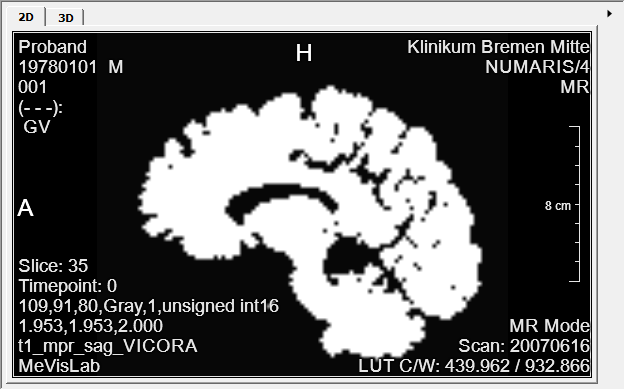 2D 3D
Proband
19780101 M
001
(- - -):
GV
H
Klinikum Bremen Mitte
NUMARIS/4
MR
A
8 cm
Slice: 35
Timepoint: 0
109,91,80,Gray,1,unsigned int16
1.953,1.953,2.000
t1_mpr_sag_VICORA
MeVisLab
MR Mode
Scan: 20070616
LUT C/W: 439.962 / 932.866